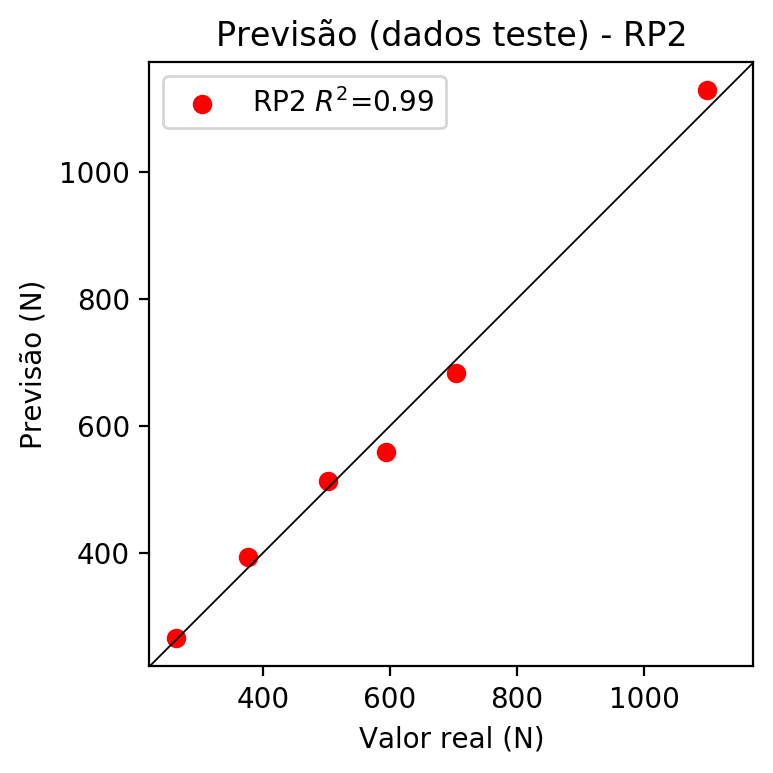 Previsão (dados teste) - RP2
RP2 R²=0.99
1000
800
600
400
Previsão (N)
400 600 800 1000
Valor real (N)